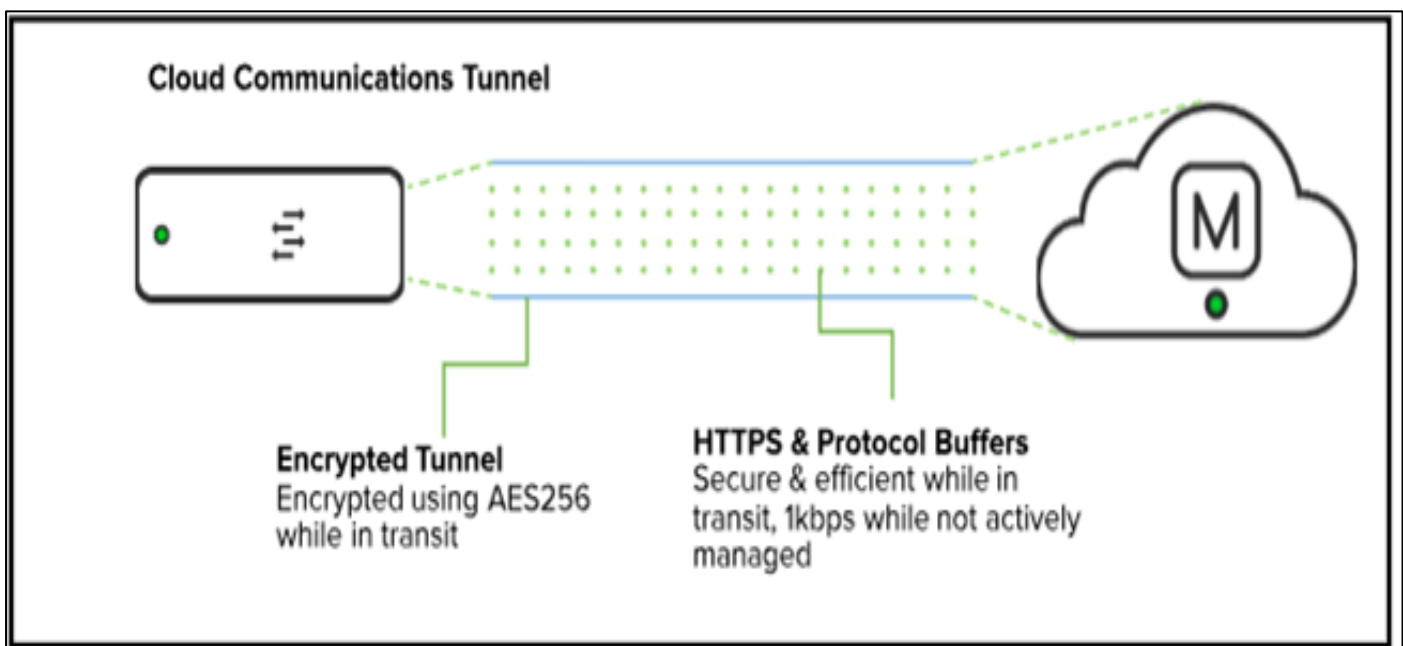 Cloud Communications Tunnel
M
Encrypted Tunnel
Encrypted using AES256
while in transit
HTTPS & Protocol Buffers
Secure & efficient while in
transit, 1kbps while not actively
managed